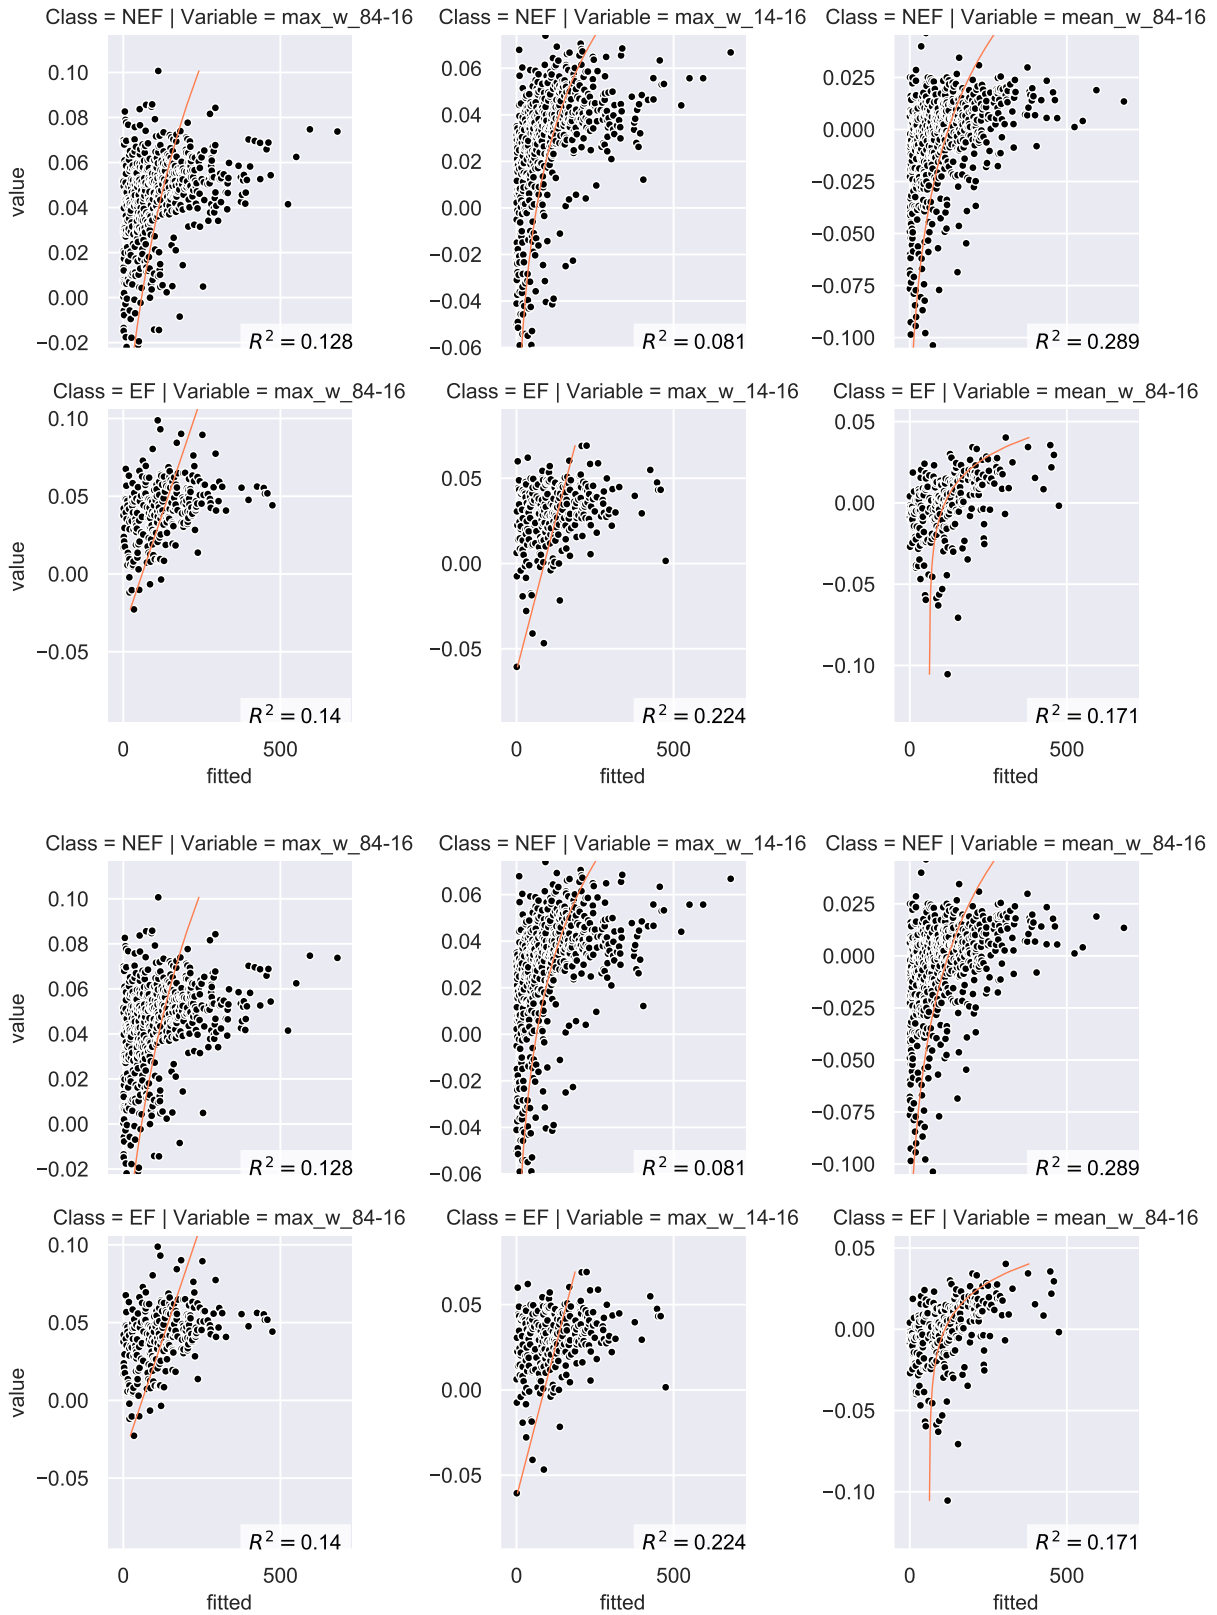 Class = NEF | Variable = max_w_84-16
Class = NEF | Variable = max_w_14-16
Class = NEF | Variable = mean_w_84-16
value
0.10
0.08
0.06
0.04
0.02
0.00
−0.02
R² = 0.128
0.06
0.04
0.02
0.00
−0.02
−0.04
−0.06
R² = 0.081
0.025
0.000
−0.025
−0.050
−0.075
−0.100
R² = 0.289
Class = EF | Variable = max_w_84-16
Class = EF | Variable = max_w_14-16
Class = EF | Variable = mean_w_84-16
value
0.10
0.05
0.00
−0.05
R² = 0.14
0 500
fitted
0.05
0.00
−0.05
R² = 0.224
0 500
fitted
0.05
0.00
−0.05
−0.10
R² = 0.171
0 500
fitted
Class = NEF | Variable = max_w_84-16
Class = NEF | Variable = max_w_14-16
Class = NEF | Variable = mean_w_84-16
value
0.10
0.08
0.06
0.04
0.02
0.00
−0.02
R² = 0.128
0.06
0.04
0.02
0.00
−0.02
−0.04
−0.06
R² = 0.081
0.025
0.000
−0.025
−0.050
−0.075
−0.100
R² = 0.289
Class = EF | Variable = max_w_84-16
Class = EF | Variable = max_w_14-16
Class = EF | Variable = mean_w_84-16
value
0.10
0.05
0.00
−0.05
R² = 0.14
0 500
fitted
0.05
0.00
−0.05
R² = 0.224
0 500
fitted
0.05
0.00
−0.05
−0.10
R² = 0.171
0 500
fitted